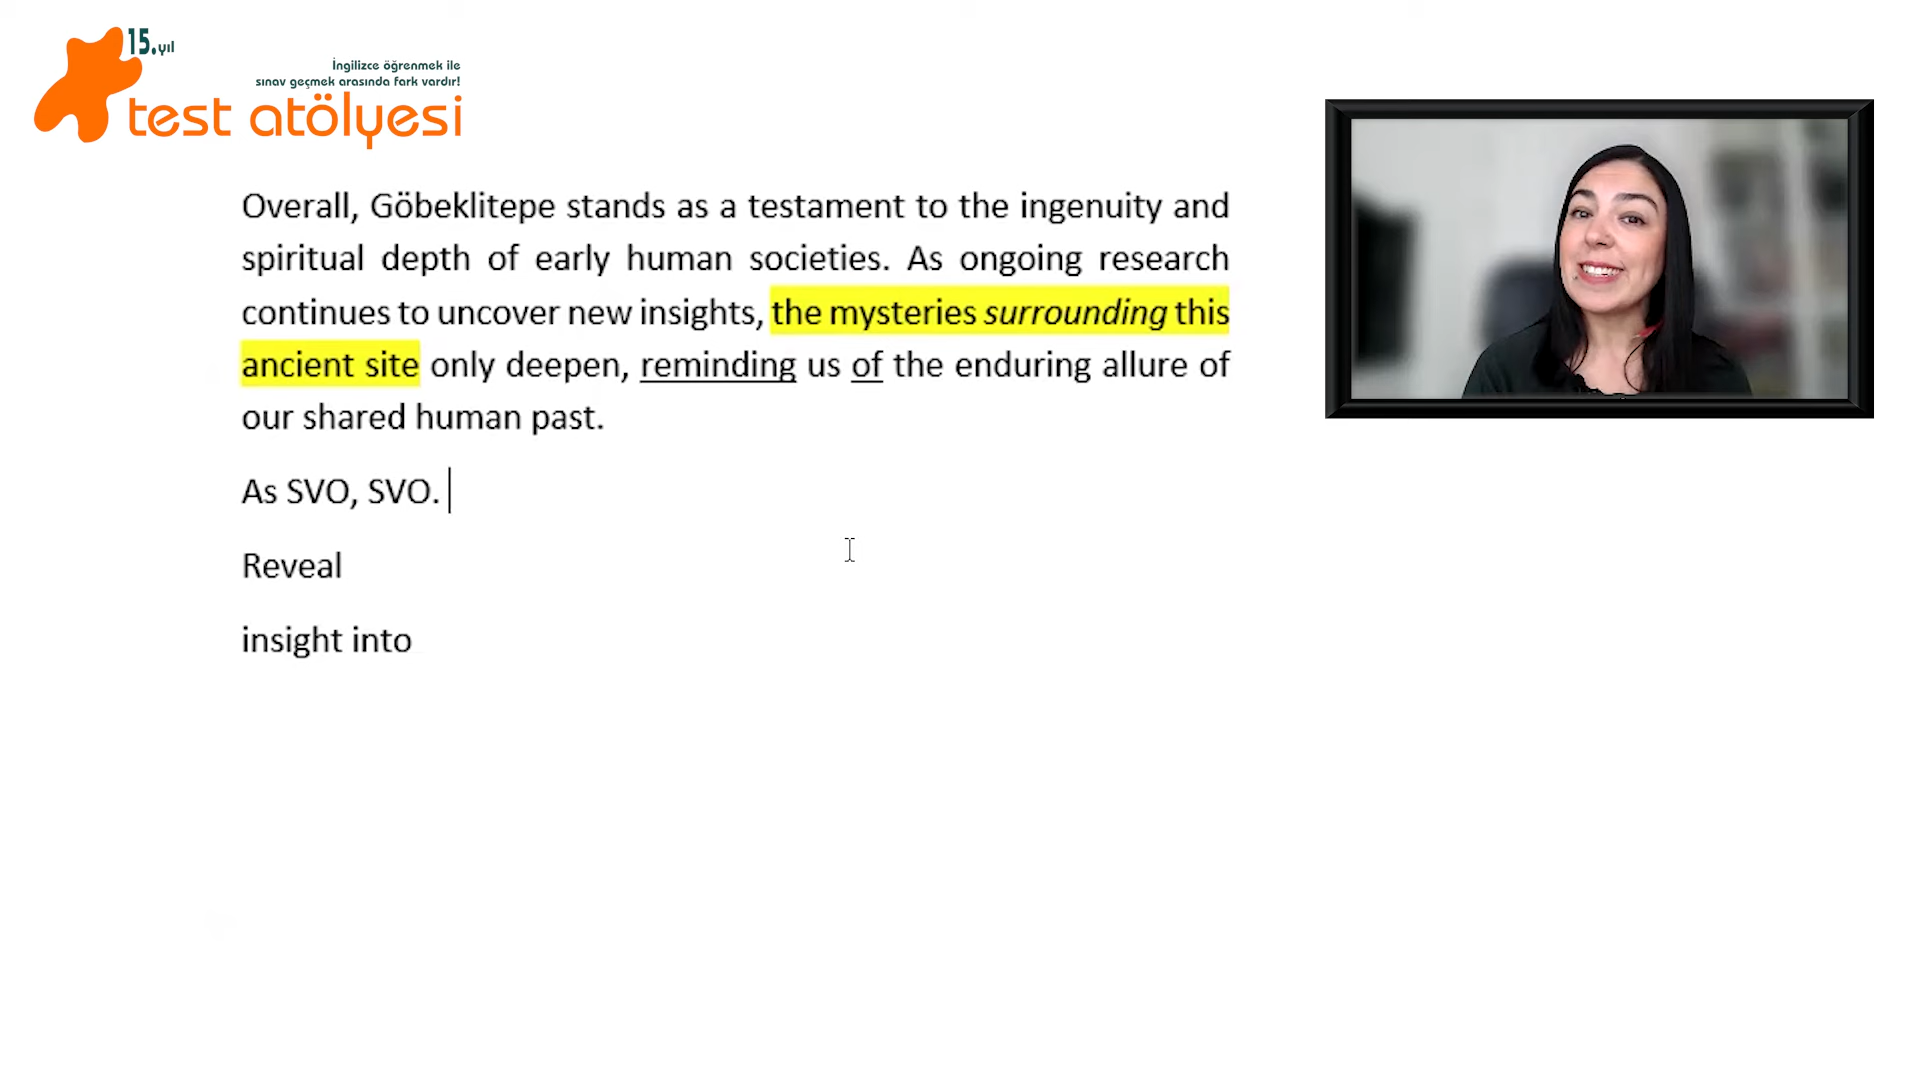 15.yıl
İngilizce öğrenmek ile
sınav geçmek arasında fark vardır!
test atölyesi
Overall, Göbeklitepe stands as a testament to the ingenuity and
spiritual depth of early human societies. As ongoing research
continues to uncover new insights, the mysteries surrounding this
ancient site only deepen, reminding us of the enduring allure of
our shared human past.
As SVO, SVO.
Reveal
insight into